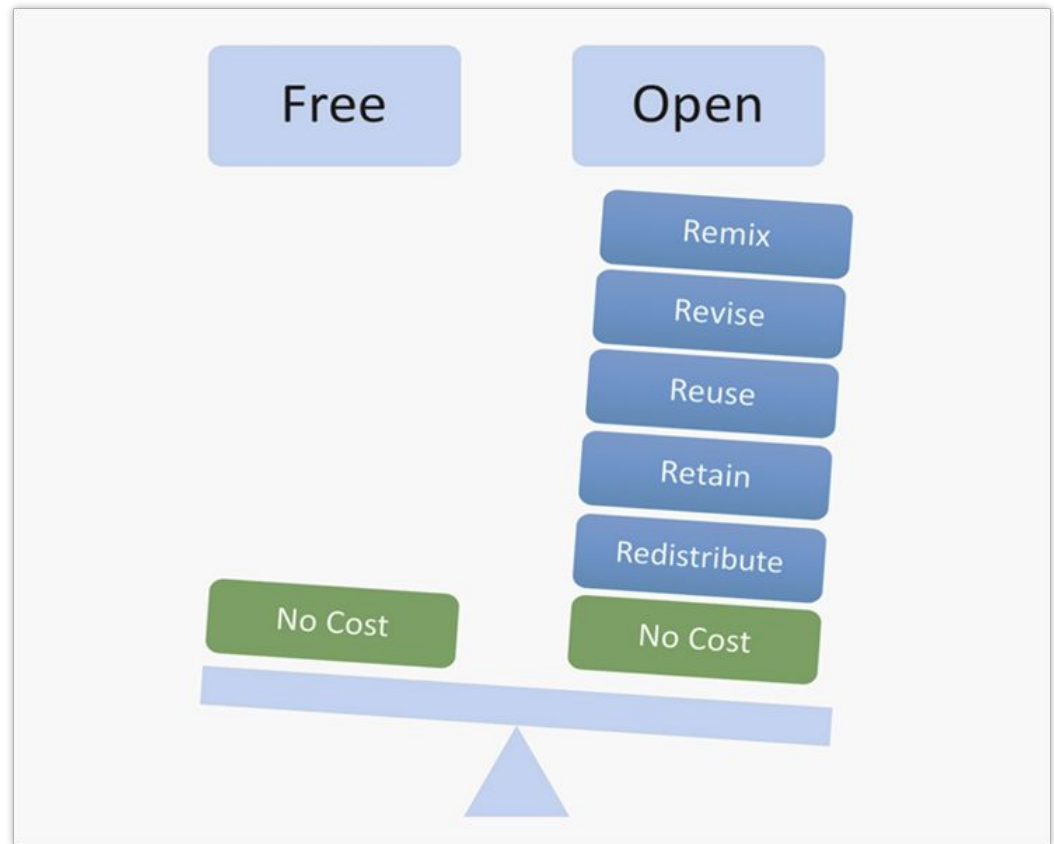 Free
Open
Remix
Revise
Reuse
Retain
Redistribute
No Cost
No Cost